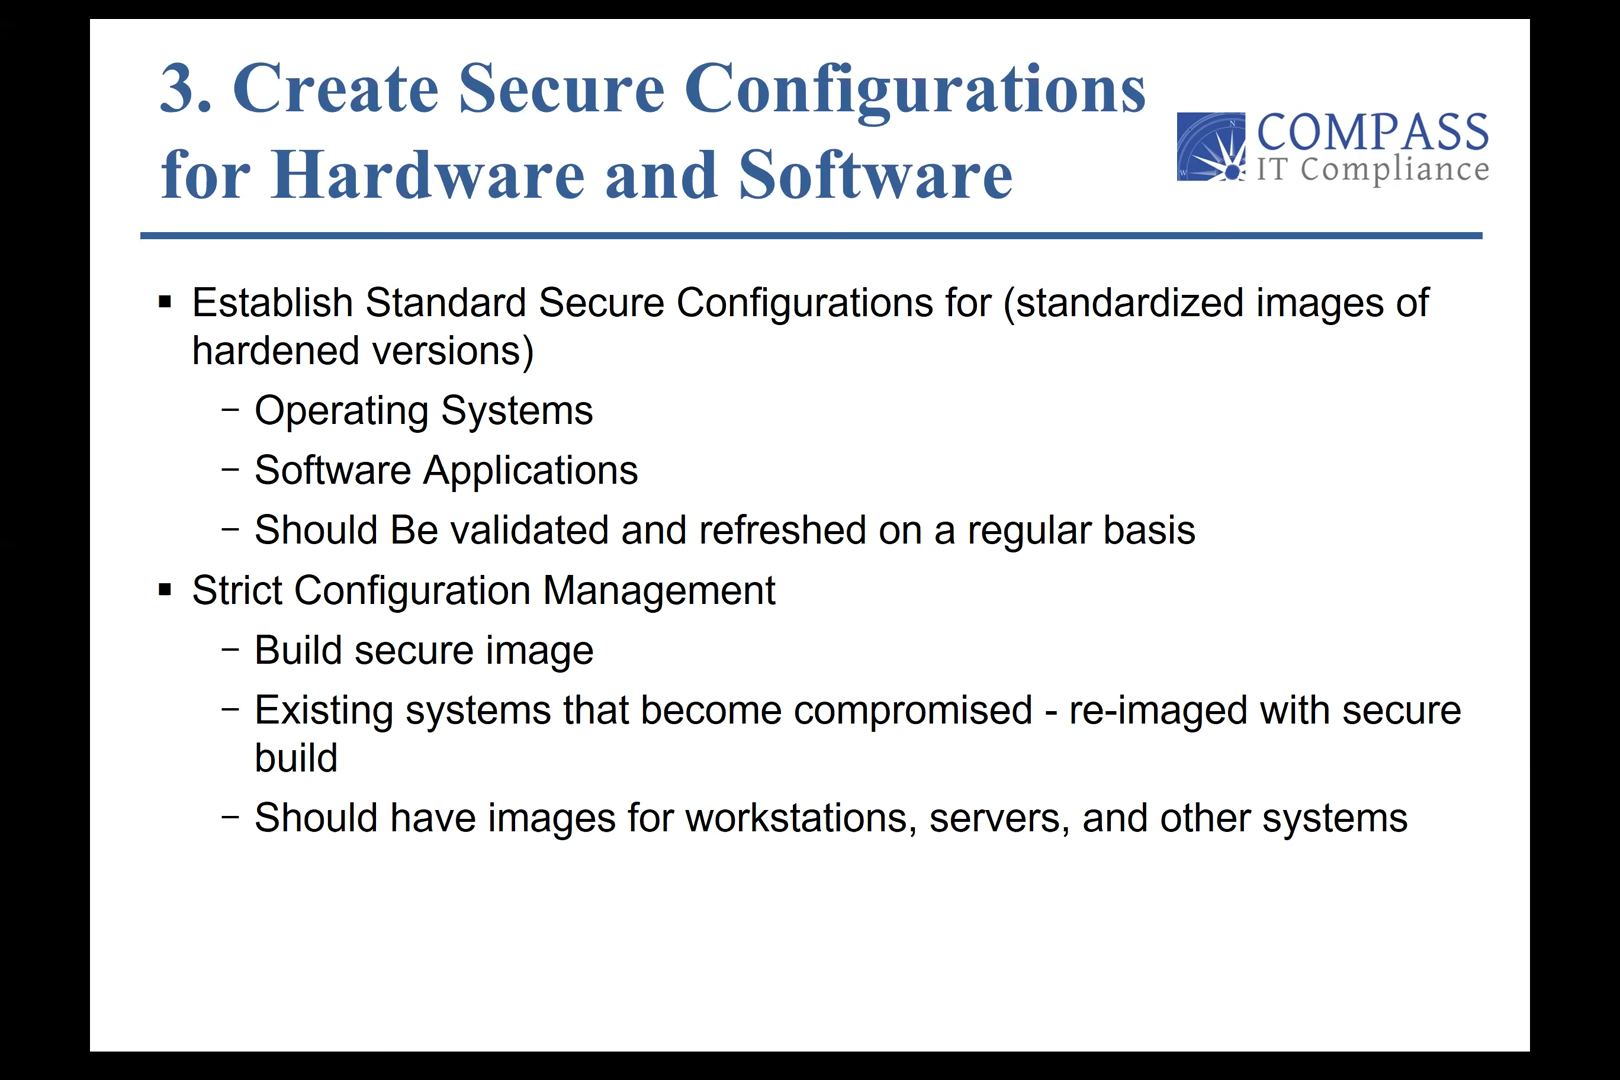 3. Create Secure Configurations
for Hardware and Software
COMPASS
IT Compliance
N
W
▪ Establish Standard Secure Configurations for (standardized images of
hardened versions)
− Operating Systems
− Software Applications
− Should Be validated and refreshed on a regular basis
▪ Strict Configuration Management
− Build secure image
− Existing systems that become compromised - re-imaged with secure
build
− Should have images for workstations, servers, and other systems